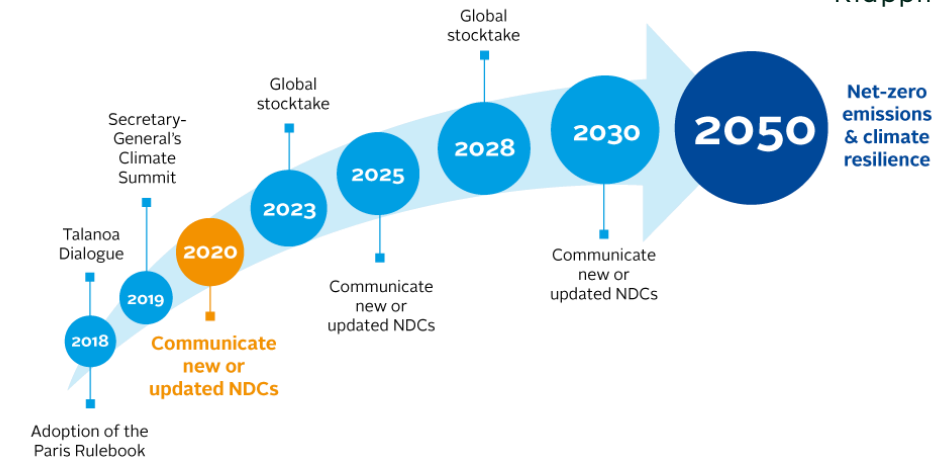 Global
stocktake
Global
stocktake
Secretary-
General's
Climate
Summit
Talanoa
Dialogue
2018
2019
2020
2023
2025
2028
2030
2050
Net-zero
emissions
& climate
resilience
Communicate
new or
updated NDCs
Communicate
new or
updated NDCs
Communicate
new or
updated NDCs
Adoption of the
Paris Rulebook